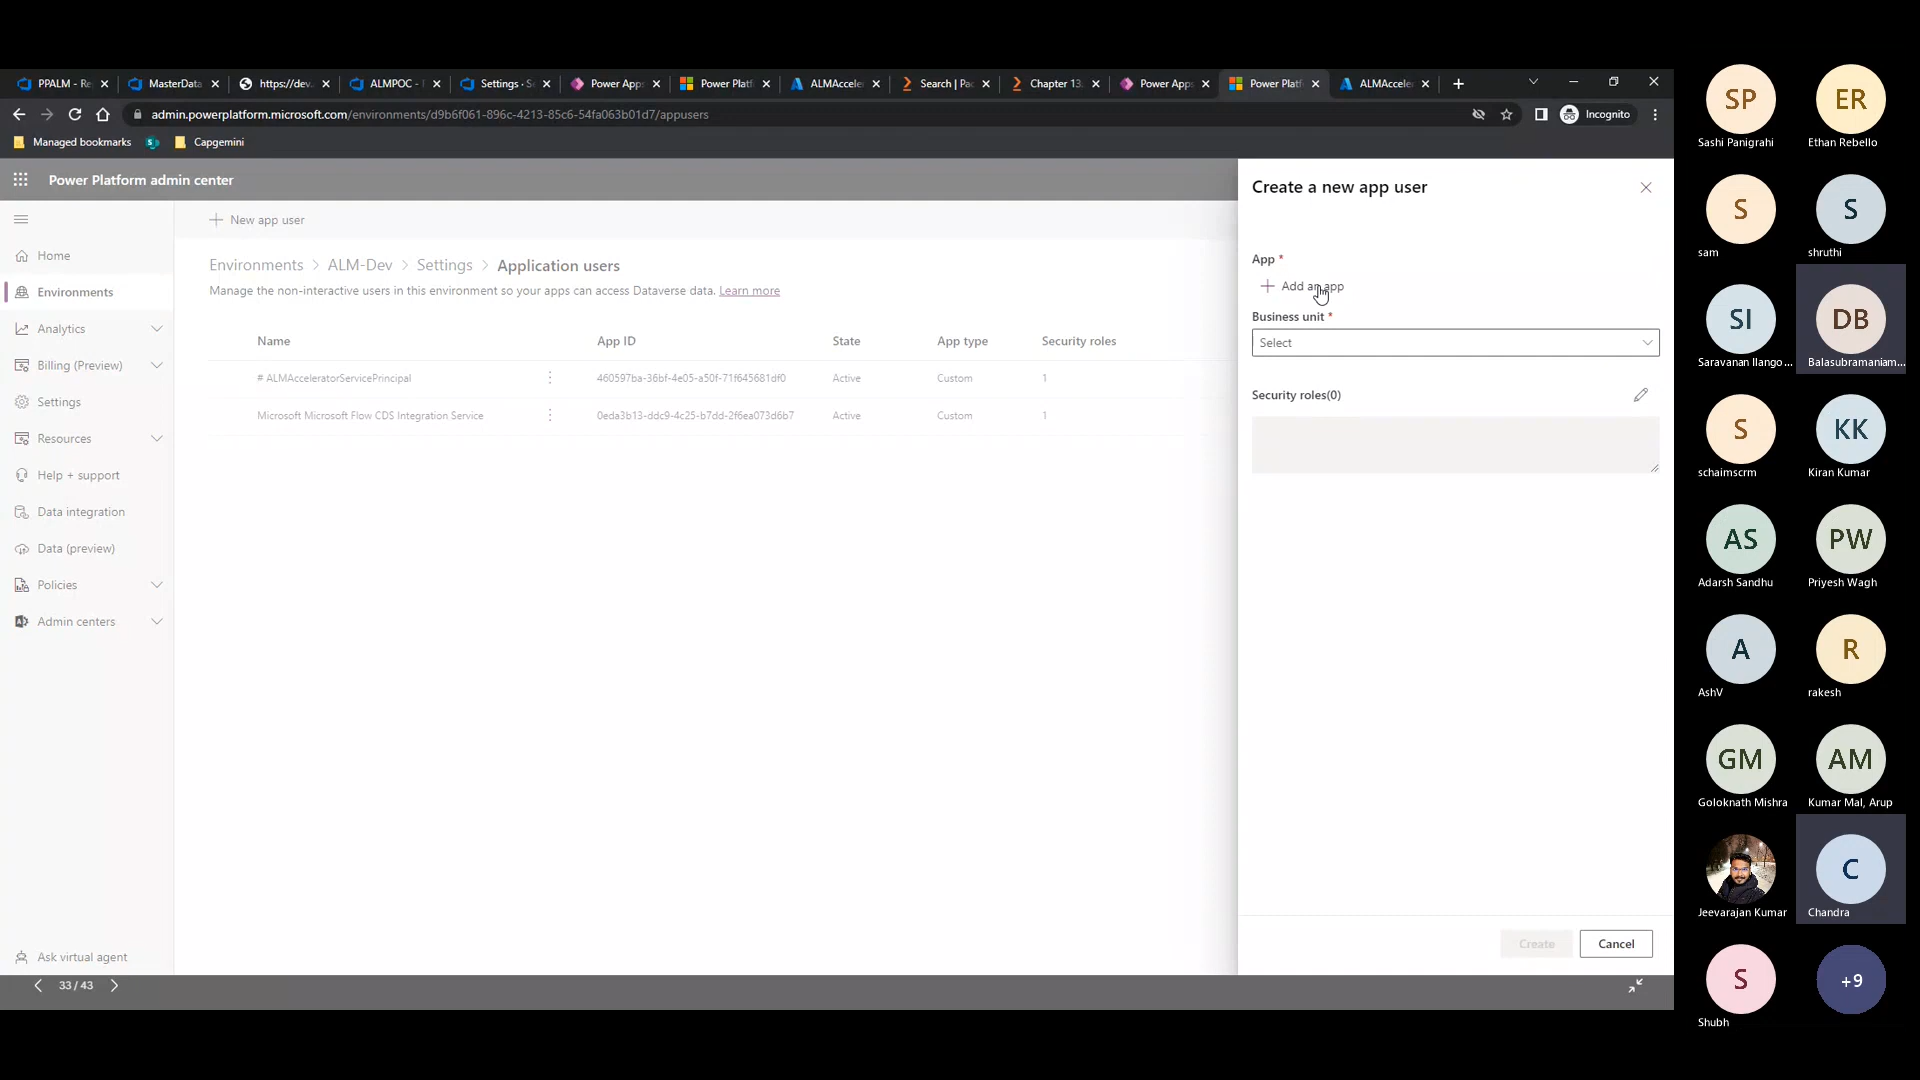 PPALM - Re
MasterData
https://dev.
ALMPOC -
Settings · S
Power Apps
Power Platf
ALMAccele
Search | Pac
Chapter 13
Power Apps
Power Platf
ALMAccele
admin.powerplatform.microsoft.com/environments/d9b6f061-896c-4213-85c6-54fa063b01d7/appusers
Incognito
Managed bookmarks
S
Capgemini
Power Platform admin center
Home
Environments
Analytics
Billing (Preview)
Settings
Resources
Help + support
Data integration
Data (preview)
Policies
Admin centers
Ask virtual agent
New app user
Environments > ALM-Dev > Settings > Application users
Manage the non-interactive users in this environment so your apps can access Dataverse data. Learn more
Name App ID State App type Security roles
# ALMAcceleratorServicePrincipal 460597ba-36bf-4e05-a50f-71f645681df0 Active Custom 1
Microsoft Microsoft Flow CDS Integration Service 0eda3b13-ddc9-4c25-b7dd-2f6ea073d6b7 Active Custom 1
Create a new app user
App *
Add an app
Business unit *
Select
Security roles(0)
Create
Cancel
33 / 43
SP
Sashi Panigrahi
ER
Ethan Rebello
S
sam
S
shruthi
SI
Saravanan Ilango...
DB
Balasubramaniam...
S
schaimscrm
KK
Kiran Kumar
AS
Adarsh Sandhu
PW
Priyesh Wagh
A
AshV
R
rakesh
GM
Goloknath Mishra
AM
Kumar Mal, Arup
Jeevarajan Kumar
C
Chandra
S
Shubh
+9